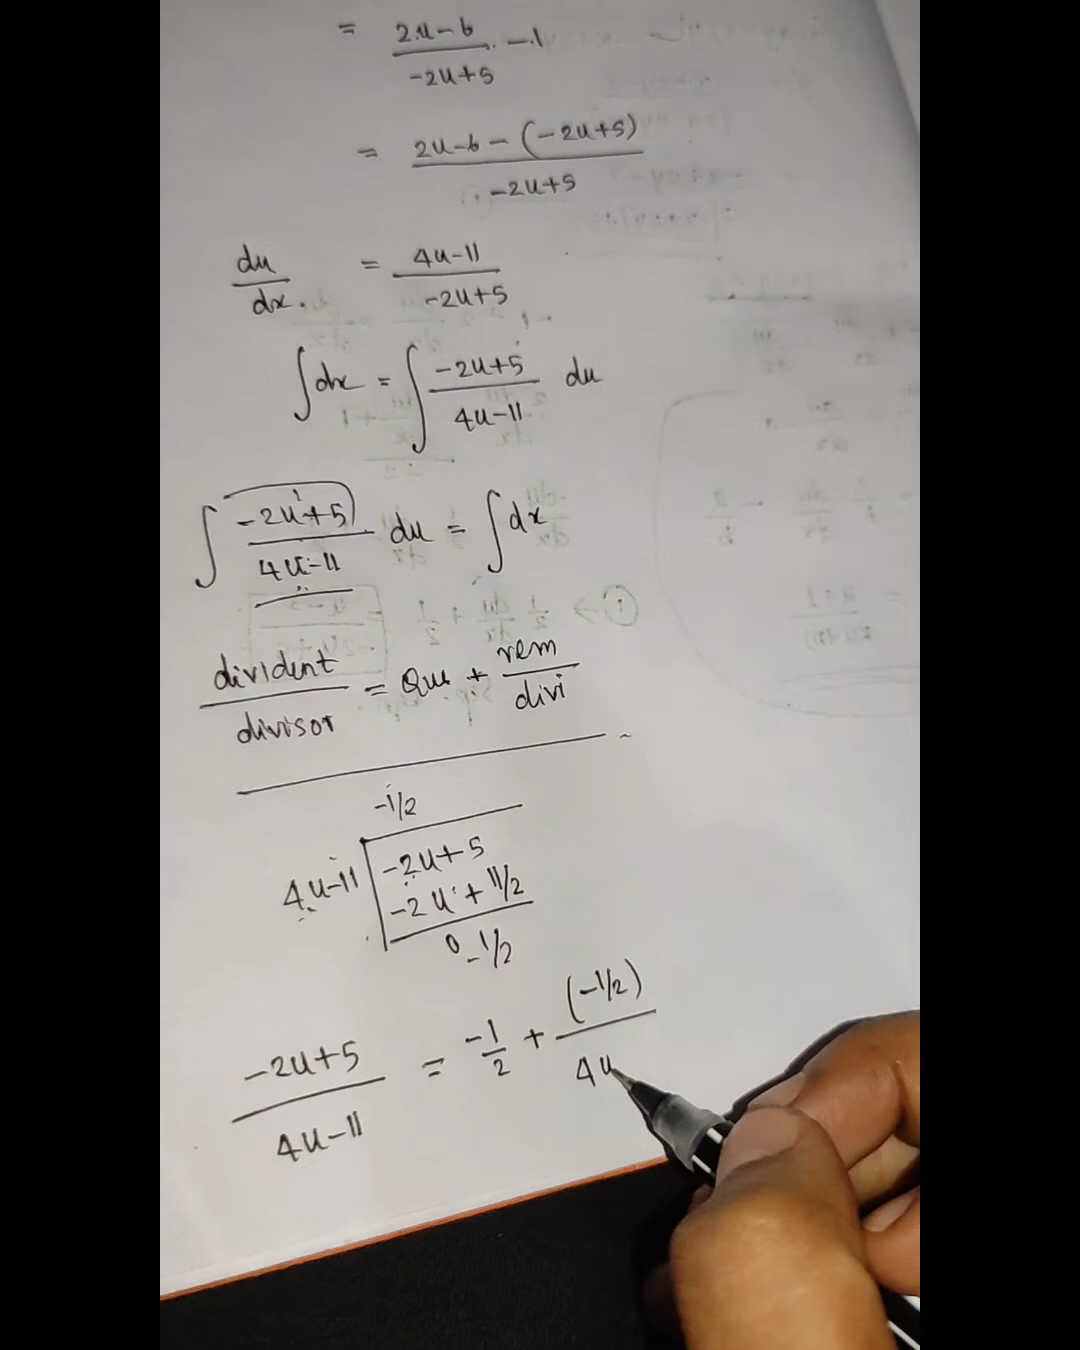 = 2u-6 / -2u+5 - 1
= 2u-6-(-2u+5) / -2u+5
du/dx = 4u-11 / -2u+5
∫dx = ∫ -2u+5 / 4u-11 du
∫ -2u+5 / 4u-11 du = ∫dx
divident / divisor = Quo + rem / divi
-1/2
4u-11 | -2u+5
-2u + 11/2
0 -1/2
-2u+5 / 4u-11 = -1/2 + (-1/2) / 4u